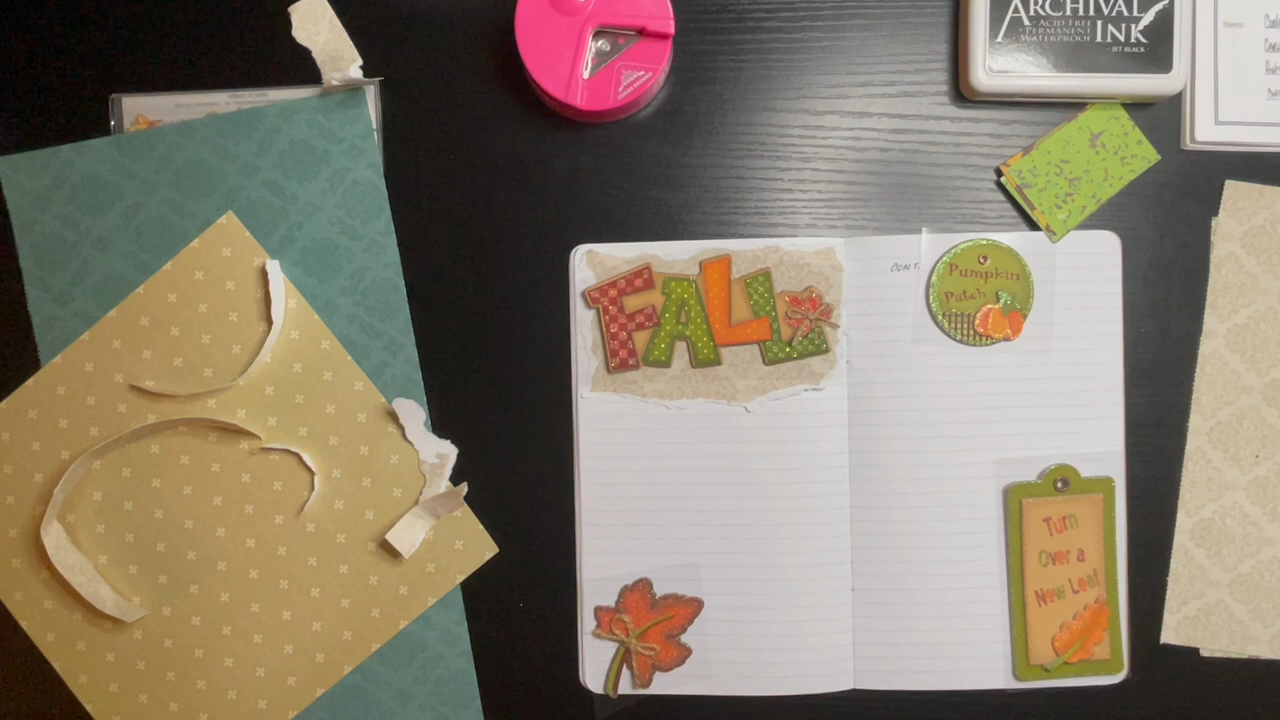 ARCHIVAL
• ACID FREE
• PERMANENT
• WATERPROOF
INK
• JET BLACK •
FALL
CONT.
Pumpkin
Patch
Turn
Over a
New Leaf